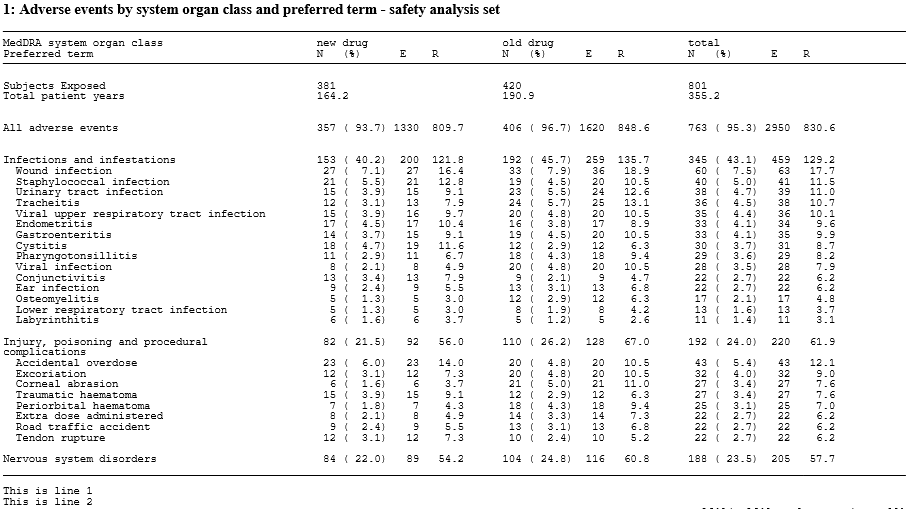 1: Adverse events by system organ class and preferred term - safety analysis set
MedDRA system organ class new drug old drug total
Preferred term N (%) E R N (%) E R N (%) E R
Subjects Exposed 381 420 801
Total patient years 164.2 190.9 355.2
All adverse events 357 ( 93.7) 1330 809.7 406 ( 96.7) 1620 848.6 763 ( 95.3) 2950 830.6
Infections and infestations 153 ( 40.2) 200 121.8 192 ( 45.7) 259 135.7 345 ( 43.1) 459 129.2
Wound infection 27 ( 7.1) 27 16.4 33 ( 7.9) 36 18.9 60 ( 7.5) 63 17.7
Staphylococcal infection 21 ( 5.5) 21 12.8 19 ( 4.5) 20 10.5 40 ( 5.0) 41 11.5
Urinary tract infection 15 ( 3.9) 15 9.1 23 ( 5.5) 24 12.6 38 ( 4.7) 39 11.0
Tracheitis 12 ( 3.1) 13 7.9 24 ( 5.7) 25 13.1 36 ( 4.5) 38 10.7
Viral upper respiratory tract infection 15 ( 3.9) 16 9.7 20 ( 4.8) 20 10.5 35 ( 4.4) 36 10.1
Endometritis 17 ( 4.5) 17 10.4 16 ( 3.8) 17 8.9 33 ( 4.1) 34 9.6
Gastroenteritis 14 ( 3.7) 15 9.1 19 ( 4.5) 20 10.5 33 ( 4.1) 35 9.9
Cystitis 18 ( 4.7) 19 11.6 12 ( 2.9) 12 6.3 30 ( 3.7) 31 8.7
Pharyngotonsillitis 11 ( 2.9) 11 6.7 18 ( 4.3) 18 9.4 29 ( 3.6) 29 8.2
Viral infection 8 ( 2.1) 8 4.9 20 ( 4.8) 20 10.5 28 ( 3.5) 28 7.9
Conjunctivitis 13 ( 3.4) 13 7.9 9 ( 2.1) 9 4.7 22 ( 2.7) 22 6.2
Ear infection 9 ( 2.4) 9 5.5 13 ( 3.1) 13 6.8 22 ( 2.7) 22 6.2
Osteomyelitis 5 ( 1.3) 5 3.0 12 ( 2.9) 12 6.3 17 ( 2.1) 17 4.8
Lower respiratory tract infection 5 ( 1.3) 5 3.0 8 ( 1.9) 8 4.2 13 ( 1.6) 13 3.7
Labyrinthitis 6 ( 1.6) 6 3.7 5 ( 1.2) 5 2.6 11 ( 1.4) 11 3.1
Injury, poisoning and procedural 82 ( 21.5) 92 56.0 110 ( 26.2) 128 67.0 192 ( 24.0) 220 61.9
complications
Accidental overdose 23 ( 6.0) 23 14.0 20 ( 4.8) 20 10.5 43 ( 5.4) 43 12.1
Excoriation 12 ( 3.1) 12 7.3 20 ( 4.8) 20 10.5 32 ( 4.0) 32 9.0
Corneal abrasion 6 ( 1.6) 6 3.7 21 ( 5.0) 21 11.0 27 ( 3.4) 27 7.6
Traumatic haematoma 15 ( 3.9) 15 9.1 12 ( 2.9) 12 6.3 27 ( 3.4) 27 7.6
Periorbital haematoma 7 ( 1.8) 7 4.3 18 ( 4.3) 18 9.4 25 ( 3.1) 25 7.0
Extra dose administered 8 ( 2.1) 8 4.9 14 ( 3.3) 14 7.3 22 ( 2.7) 22 6.2
Road traffic accident 9 ( 2.4) 9 5.5 13 ( 3.1) 13 6.8 22 ( 2.7) 22 6.2
Tendon rupture 12 ( 3.1) 12 7.3 10 ( 2.4) 10 5.2 22 ( 2.7) 22 6.2
Nervous system disorders 84 ( 22.0) 89 54.2 104 ( 24.8) 116 60.8 188 ( 23.5) 205 57.7
This is line 1
This is line 2